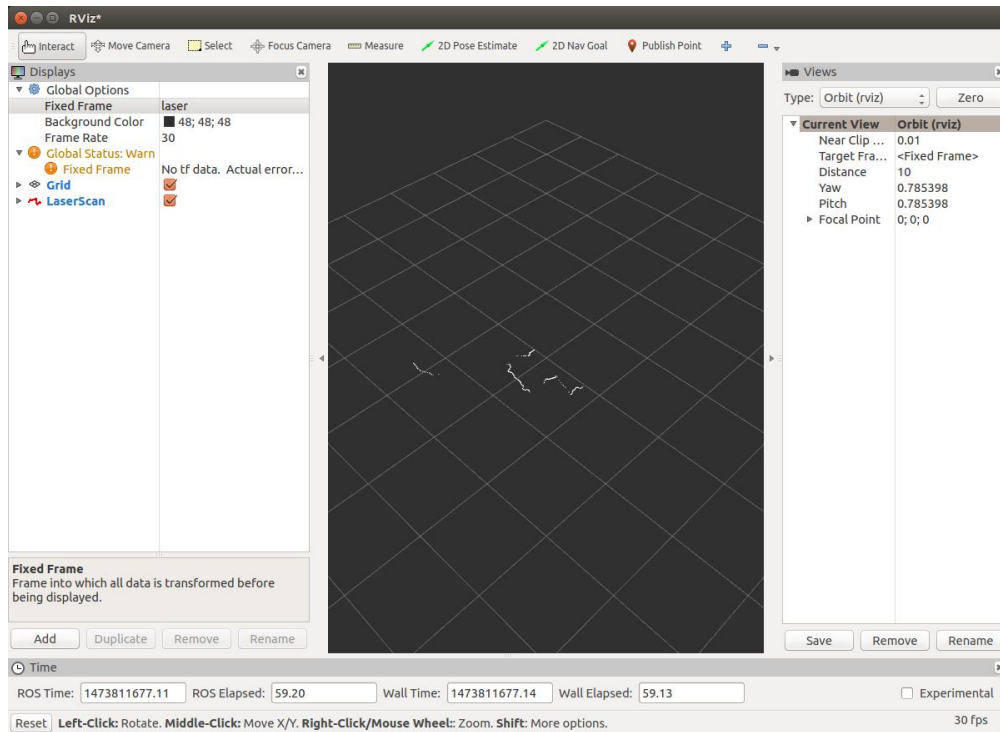 RViz*
Interact Move Camera Select Focus Camera Measure 2D Pose Estimate 2D Nav Goal Publish Point
Displays
Global Options
Fixed Frame laser
Background Color 48; 48; 48
Frame Rate 30
Global Status: Warn
Fixed Frame No tf data. Actual error...
Grid
LaserScan
Fixed Frame
Frame into which all data is transformed before
being displayed.
Add Duplicate Remove Rename
Views
Type: Orbit (rviz) Zero
Current View Orbit (rviz)
Near Clip ... 0.01
Target Fra... <Fixed Frame>
Distance 10
Yaw 0.785398
Pitch 0.785398
Focal Point 0; 0; 0
Save Remove Rename
Time
ROS Time: 1473811677.11 ROS Elapsed: 59.20 Wall Time: 1473811677.14 Wall Elapsed: 59.13 Experimental
Reset Left-Click: Rotate. Middle-Click: Move X/Y. Right-Click/Mouse Wheel:: Zoom. Shift: More options. 30 fps